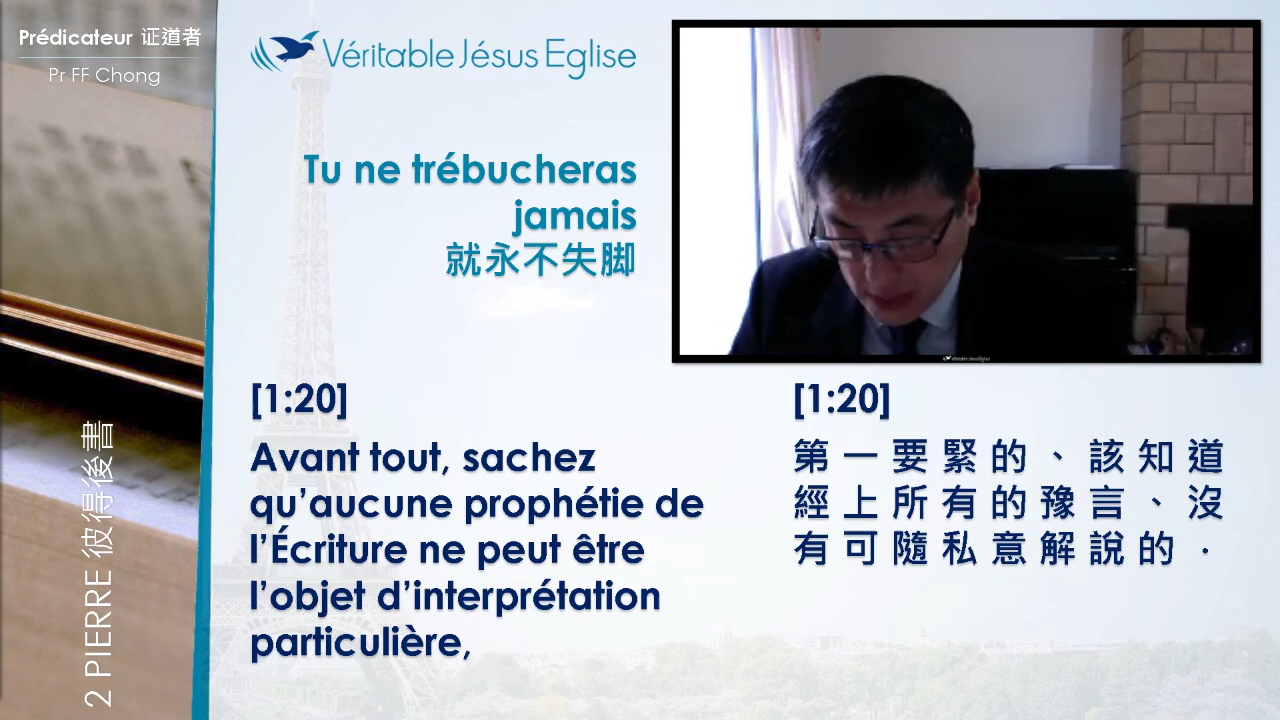 Prédicateur 证道者
Pr FF Chong
Véritable Jésus Eglise
Tu ne trébucheras
jamais
就永不失脚
[1:20]
Avant tout, sachez
qu’aucune prophétie de
l’Écriture ne peut être
l’objet d’interprétation
particulière,
[1:20]
第一要緊的、該知道
經上所有的豫言、沒
有可隨私意解說的．
2 PIERRE 彼得後書